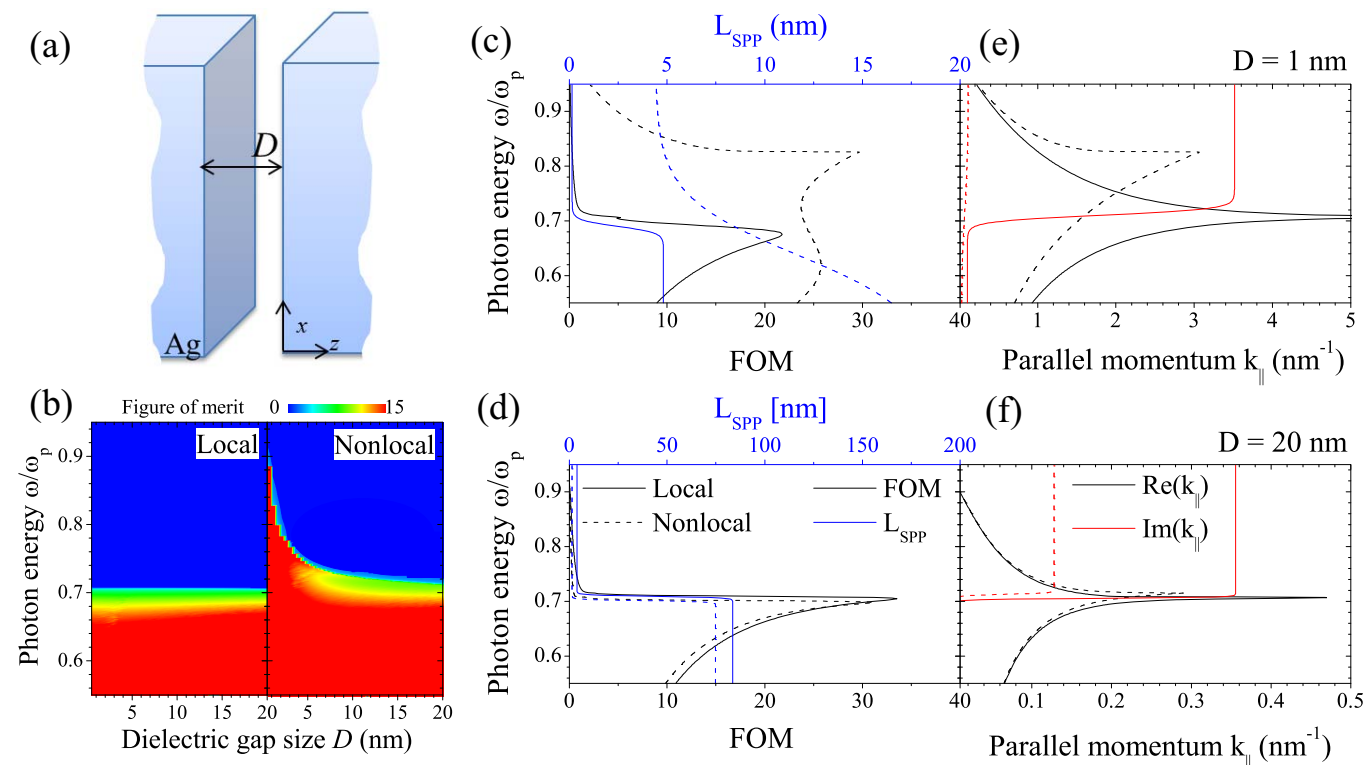 (a)
D
Ag
x
z
(b)
Figure of merit 0 15
Local Nonlocal
Photon energy ω/ωp
0.9
0.8
0.7
0.6
5 10 15 20 5 10 15 20
Dielectric gap size D (nm)
(c)
LSPP (nm)
0 5 10 15 20
Photon energy ω/ωp
0.9
0.8
0.7
0.6
0 10 20 30 40
FOM
(e)
D = 1 nm
1 2 3 4 5
Parallel momentum k|| (nm-1)
(d)
LSPP [nm]
0 50 100 150 200
Photon energy ω/ωp
0.9
0.8
0.7
0.6
Local FOM
Nonlocal LSPP
0 10 20 30 40
FOM
(f)
D = 20 nm
Re(k||)
Im(k||)
0.1 0.2 0.3 0.4 0.5
Parallel momentum k|| (nm-1)